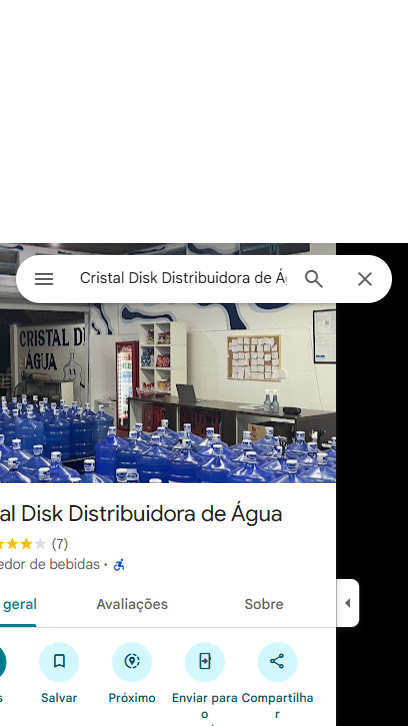 Cristal Disk Distribuidora de Ág
CRISTAL DI
ÁGUA
al Disk Distribuidora de Água
(7)
edor de bebidas ·
geral
Avaliações
Sobre
s
Salvar
Próximo
Enviar para
o
Compartilha
r